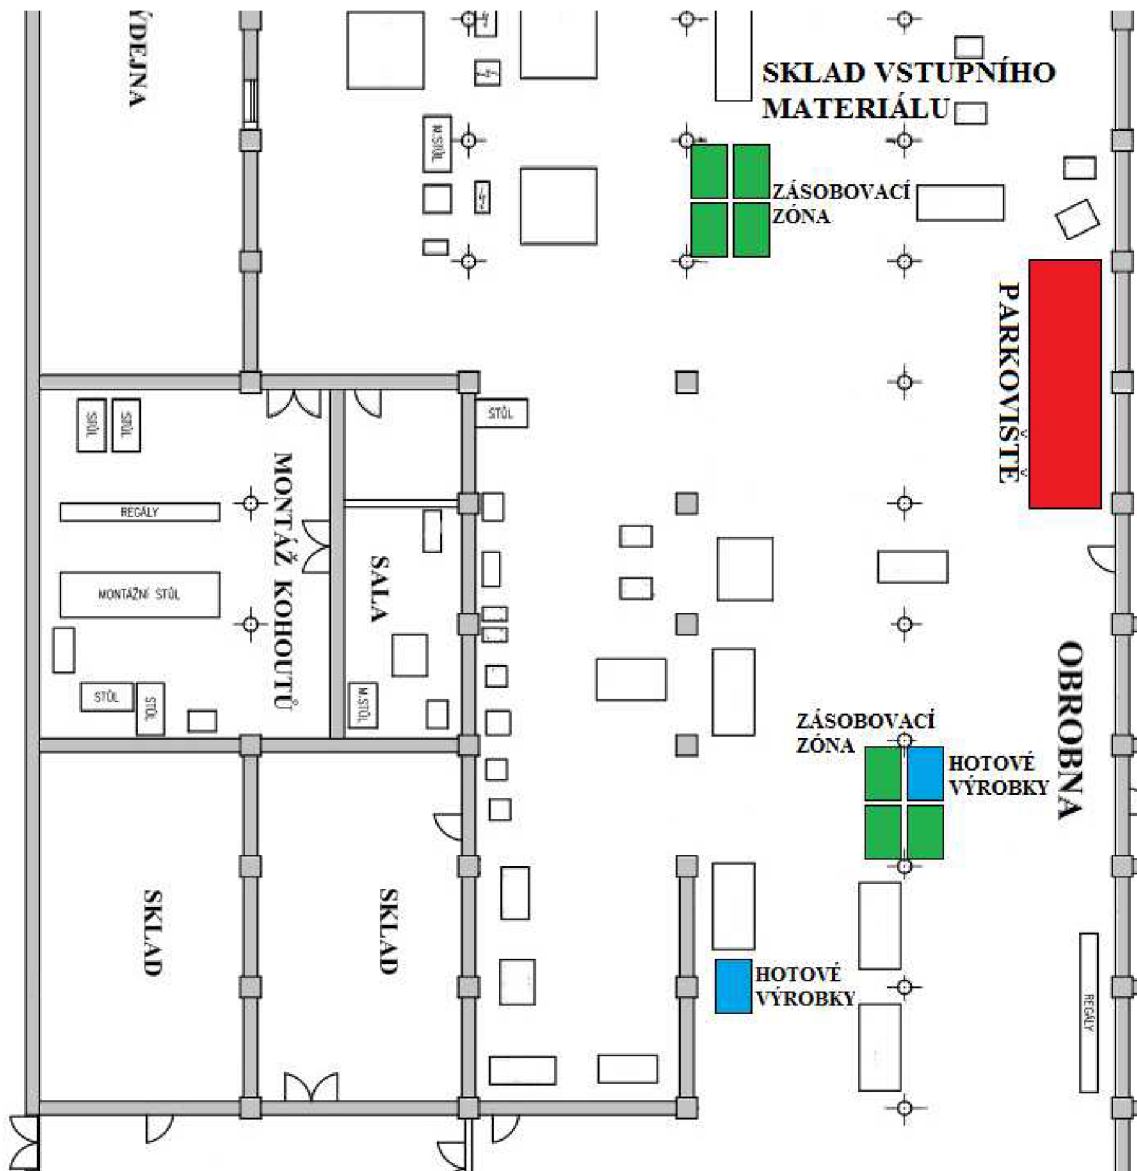 ÝDEJNA
SKLAD VSTUPNÍHO
MATERIÁLU
M.STŮL
ZÁSOBOVACÍ
ZÓNA
PARKOVIŠTĚ
STŮL
STŮL
STŮL
REGÁLY
MONTÁŽ KOHOUTŮ
SALA
MONTÁŽNÍ STŮL
OBROBNA
STŮL
STŮL
M.STŮL
ZÁSOBOVACÍ
ZÓNA
HOTOVÉ
VÝROBKY
SKLAD
SKLAD
HOTOVÉ
VÝROBKY
REGÁLY